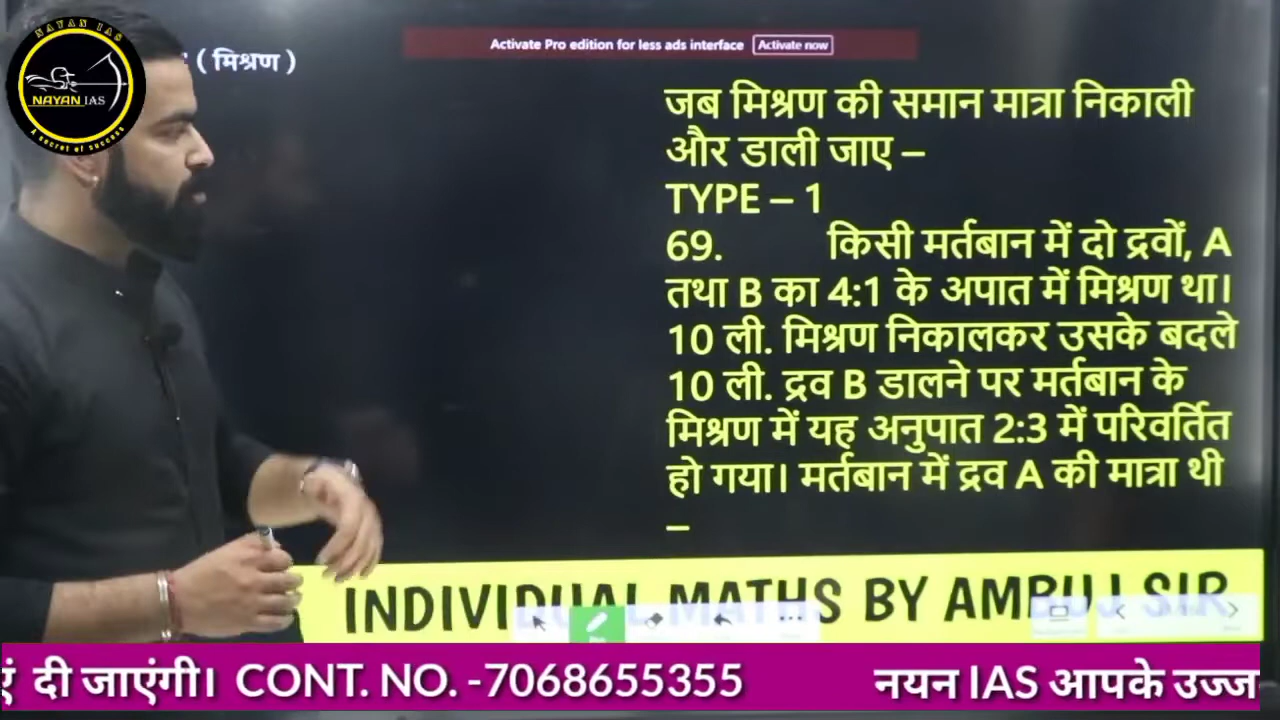 NAYAN IAS
NAYAN IAS
A secret of success
( मिश्रण )
Activate Pro edition for less ads interface Activate now
जब मिश्रण की समान मात्रा निकाली
और डाली जाए –
TYPE – 1
69. किसी मर्तबान में दो द्रवों, A
तथा B का 4:1 के अपात में मिश्रण था।
10 ली. मिश्रण निकालकर उसके बदले
10 ली. द्रव B डालने पर मर्तबान के
मिश्रण में यह अनुपात 2:3 में परिवर्तित
हो गया। मर्तबान में द्रव A की मात्रा थी
–
INDIVIDUAL MATHS BY AMBUJ SIR
दी जाएंगी। CONT. NO. -7068655355 नयन IAS आपके उज्ज